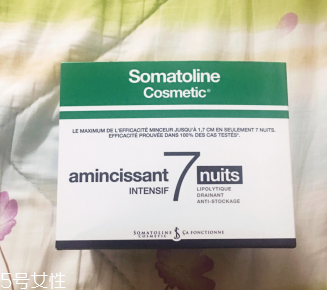 Somatoline
Cosmetic®
LE MAXIMUM DE L'EFFICACITÉ MINCEUR JUSQU'À 1,7 CM EN SEULEMENT 7 NUITS.
EFFICACITÉ PROUVÉE DANS 100% DES CAS TESTÉS*.
amincissant 7 nuits
INTENSIF
LIPOLYTIQUE
DRAINANT
ANTI-STOCKAGE
SOMATOLINE COSMETIC ÇA FONCTIONNE
5号女性